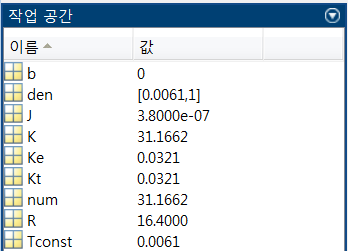 작업 공간
이름 값
b 0
den [0.0061,1]
J 3.8000e-07
K 31.1662
Ke 0.0321
Kt 0.0321
num 31.1662
R 16.4000
Tconst 0.0061